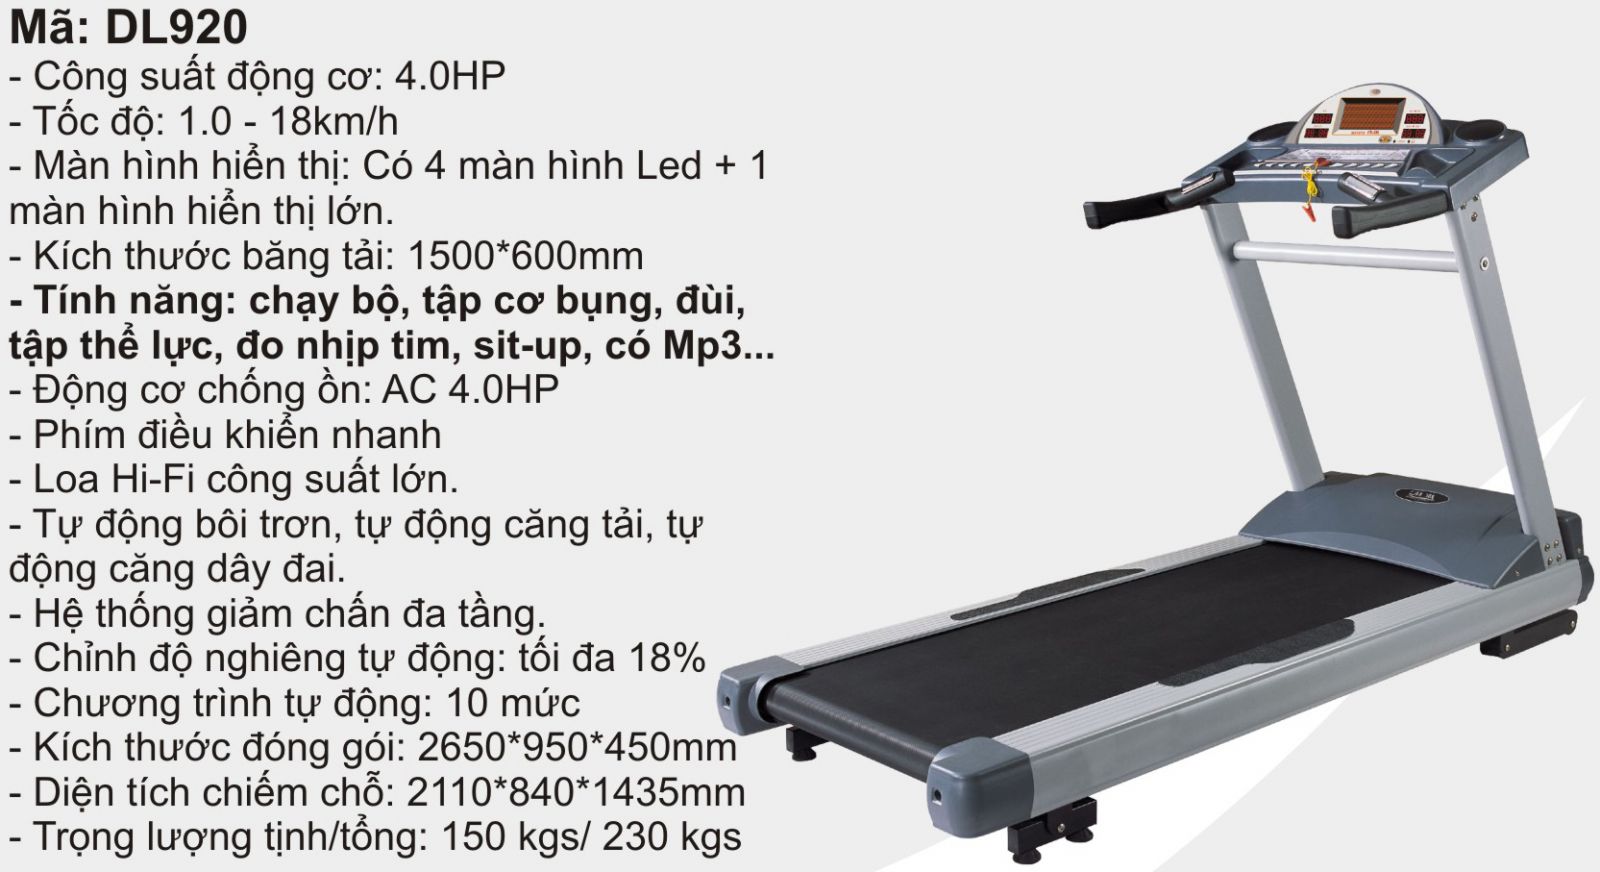 Mã: DL920
- Công suất động cơ: 4.0HP
- Tốc độ: 1.0 - 18km/h
- Màn hình hiển thị: Có 4 màn hình Led + 1
màn hình hiển thị lớn.
- Kích thước băng tải: 1500*600mm
- Tính năng: chạy bộ, tập cơ bụng, đùi,
tập thể lực, đo nhịp tim, sit-up, có Mp3...
- Động cơ chống ồn: AC 4.0HP
- Phím điều khiển nhanh
- Loa Hi-Fi công suất lớn.
- Tự động bôi trơn, tự động căng tải, tự
động căng dây đai.
- Hệ thống giảm chấn đa tầng.
- Chỉnh độ nghiêng tự động: tối đa 18%
- Chương trình tự động: 10 mức
- Kích thước đóng gói: 2650*950*450mm
- Diện tích chiếm chỗ: 2110*840*1435mm
- Trọng lượng tịnh/tổng: 150 kgs/ 230 kgs